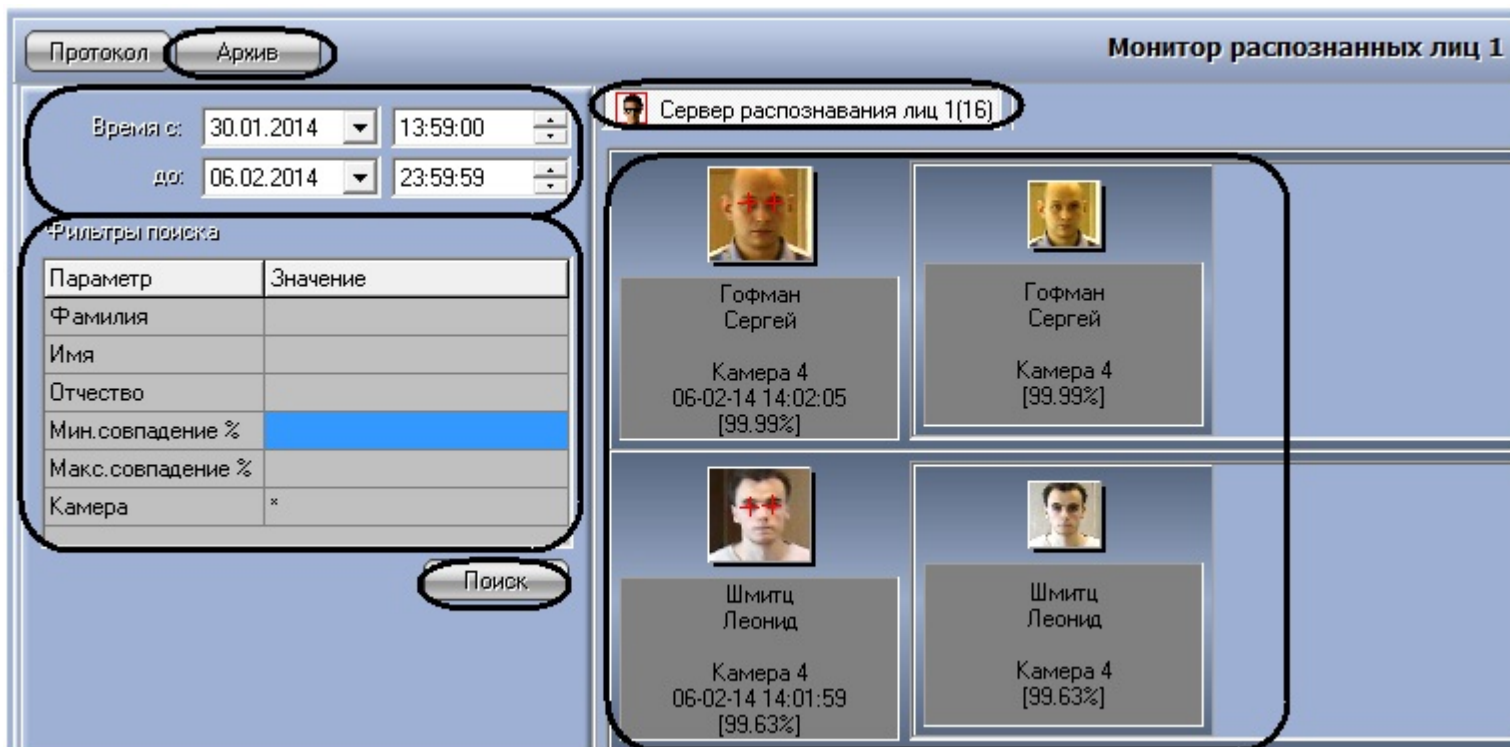 Протокол
Архив
Монитор распознанных лиц 1
Время с: 30.01.2014 13:59:00
до: 06.02.2014 23:59:59
Фильтры поиска
Параметр Значение
Фамилия
Имя
Отчество
Мин.совпадение %
Макс.совпадение %
Камера *
Поиск
Сервер распознавания лиц 1(16)
Гофман
Сергей
Камера 4
06-02-14 14:02:05
[99.99%]
Гофман
Сергей
Камера 4
[99.99%]
Шмитц
Леонид
Камера 4
06-02-14 14:01:59
[99.63%]
Шмитц
Леонид
Камера 4
[99.63%]